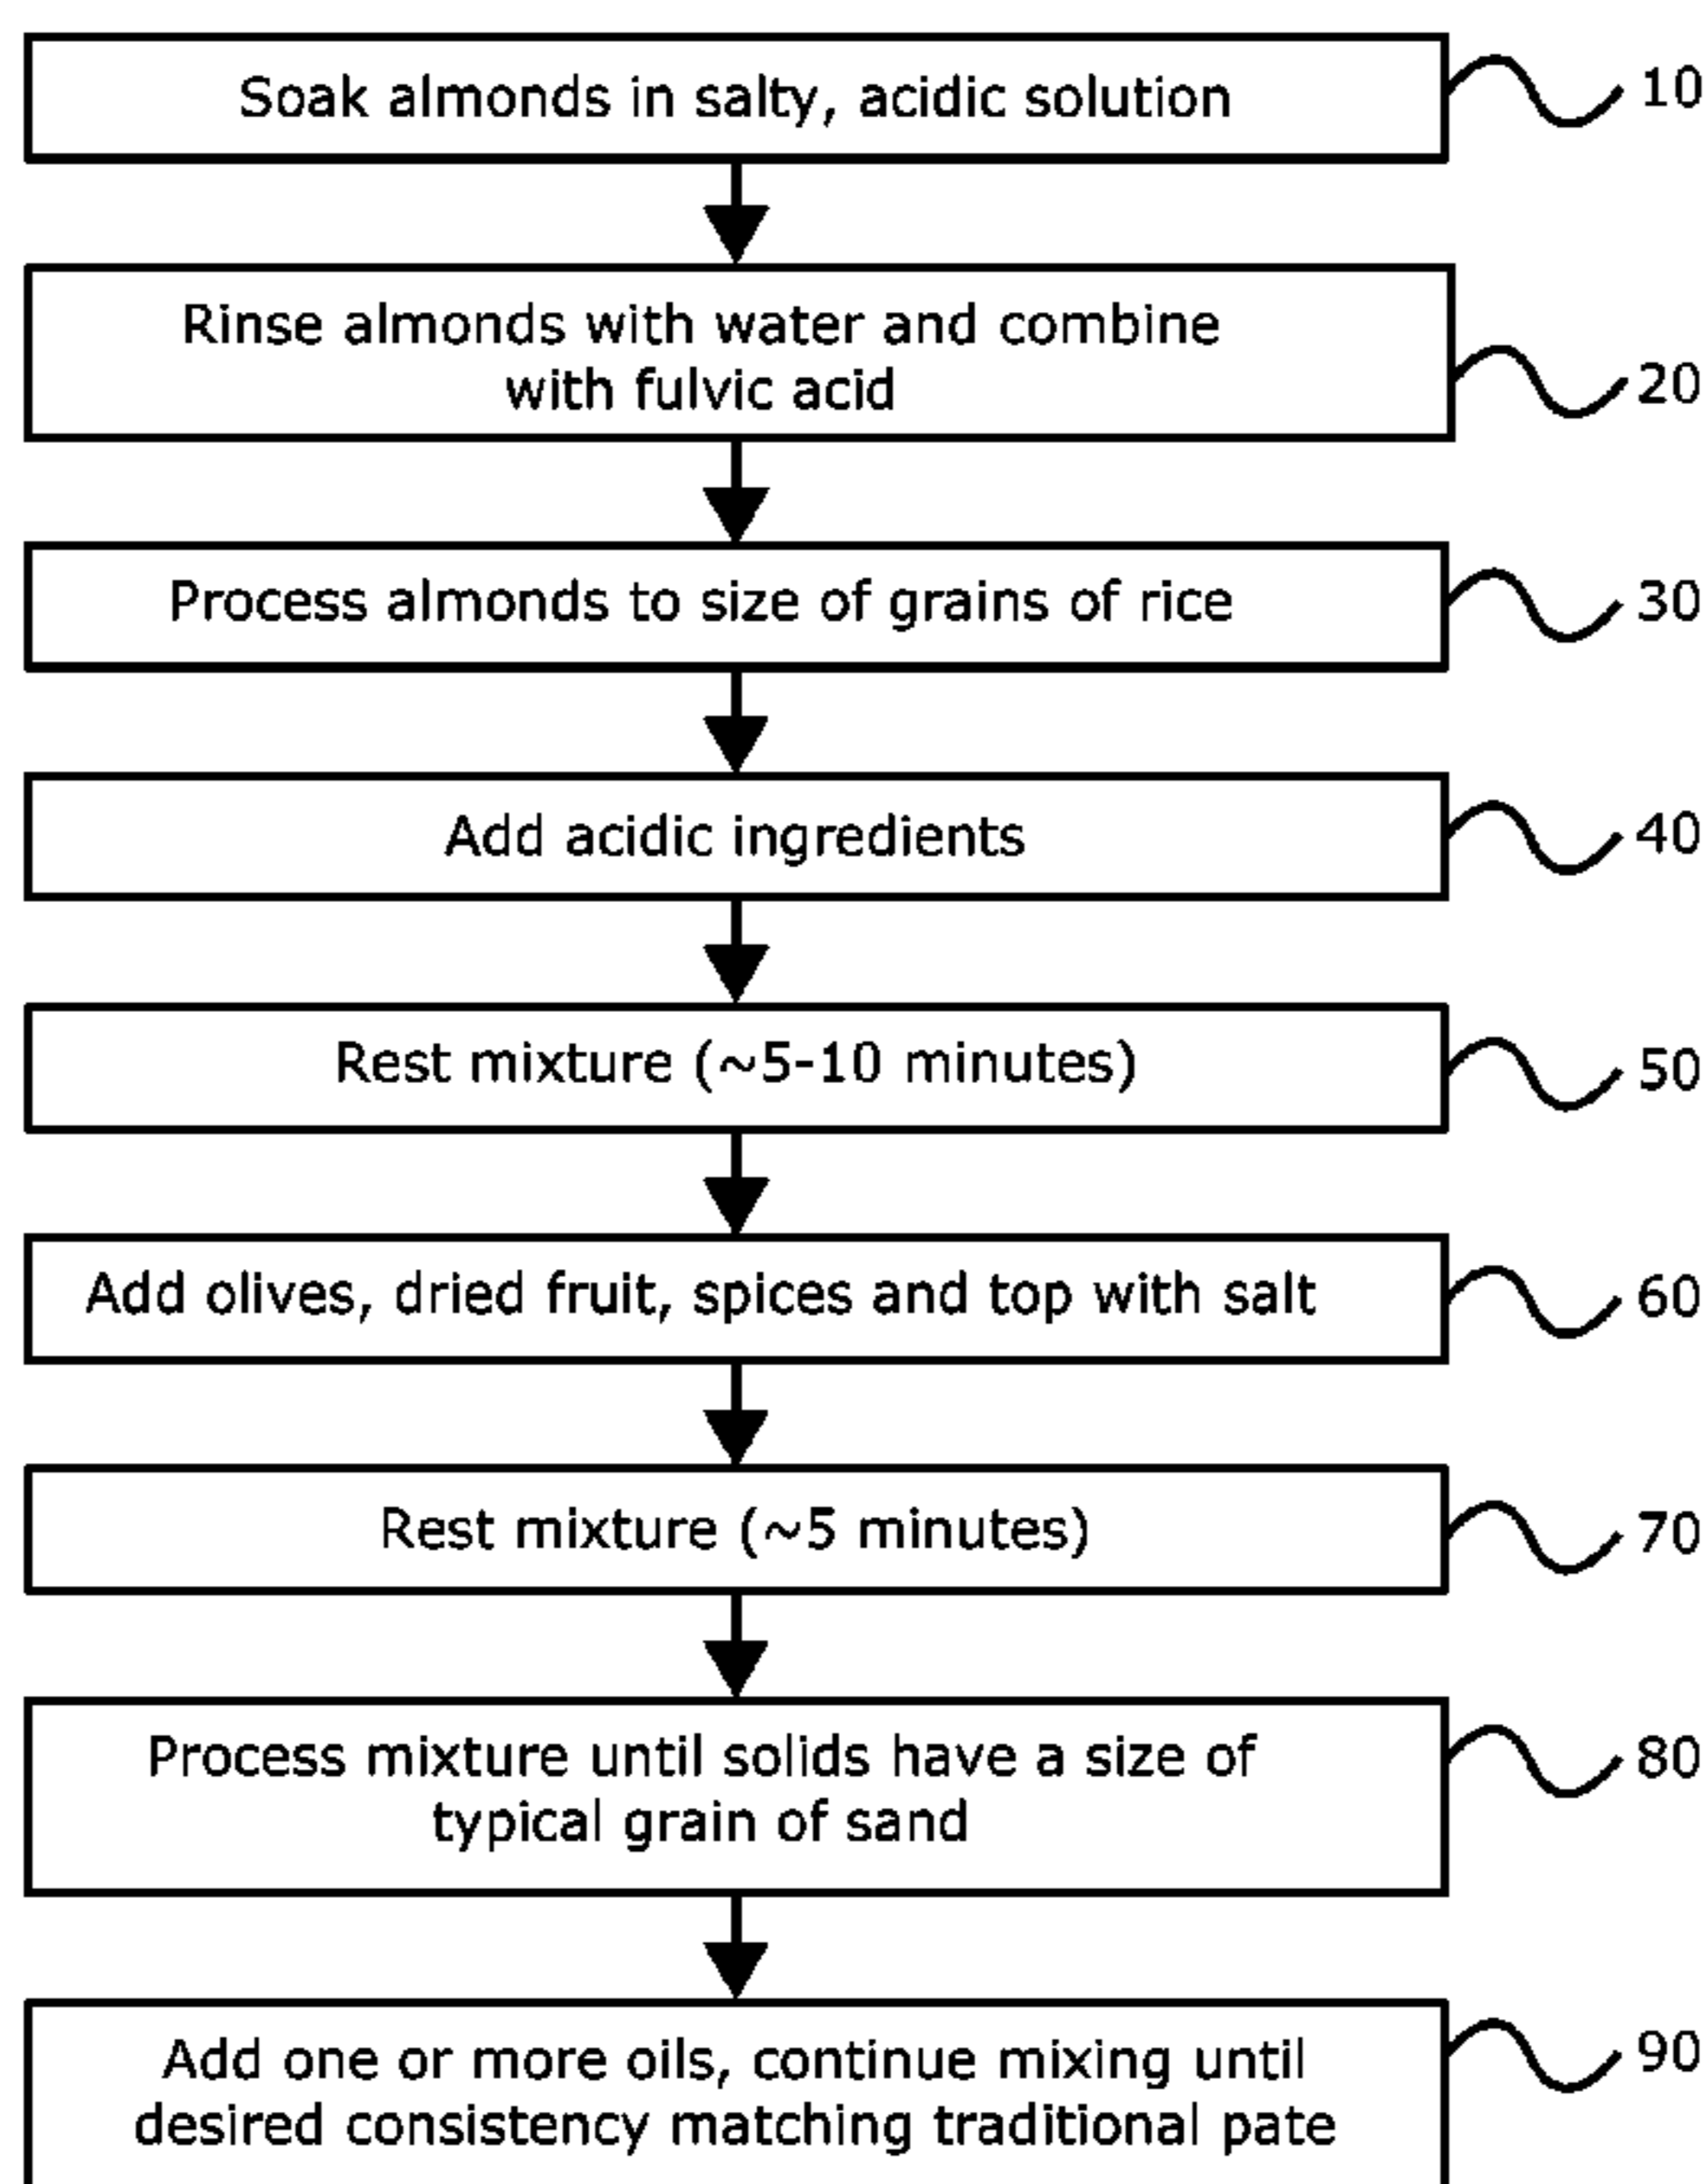 Soak almonds in salty, acidic solution
10
Rinse almonds with water and combine
with fulvic acid
20
Process almonds to size of grains of rice
30
Add acidic ingredients
40
Rest mixture (~5-10 minutes)
50
Add olives, dried fruit, spices and top with salt
60
Rest mixture (~5 minutes)
70
Process mixture until solids have a size of
typical grain of sand
80
Add one or more oils, continue mixing until
desired consistency matching traditional pate
90